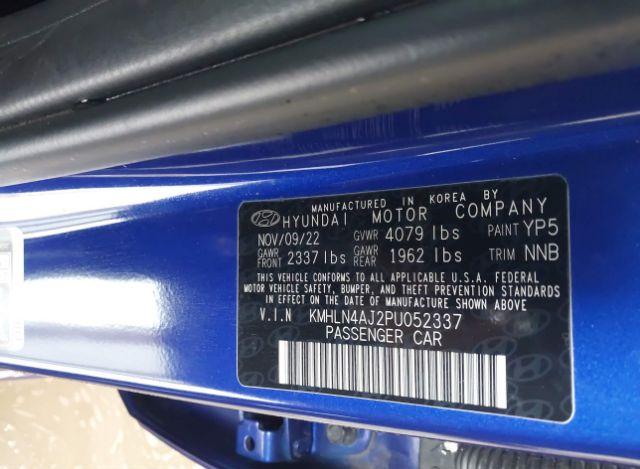 MANUFACTURED IN KOREA BY
HYUNDAI MOTOR COMPANY
NOV/09/22 GVWR 4079 lbs PAINT YP5
GAWR FRONT 2337 lbs GAWR REAR 1962 lbs TRIM NNB
THIS VEHICLE CONFORMS TO ALL APPLICABLE U.S.A. FEDERAL
MOTOR VEHICLE SAFETY, BUMPER, AND THEFT PREVENTION STANDARDS
IN EFFECT ON THE DATE OF MANUFACTURE SHOWN ABOVE.
V.I.N KMHLN4AJ2PU052337
PASSENGER CAR